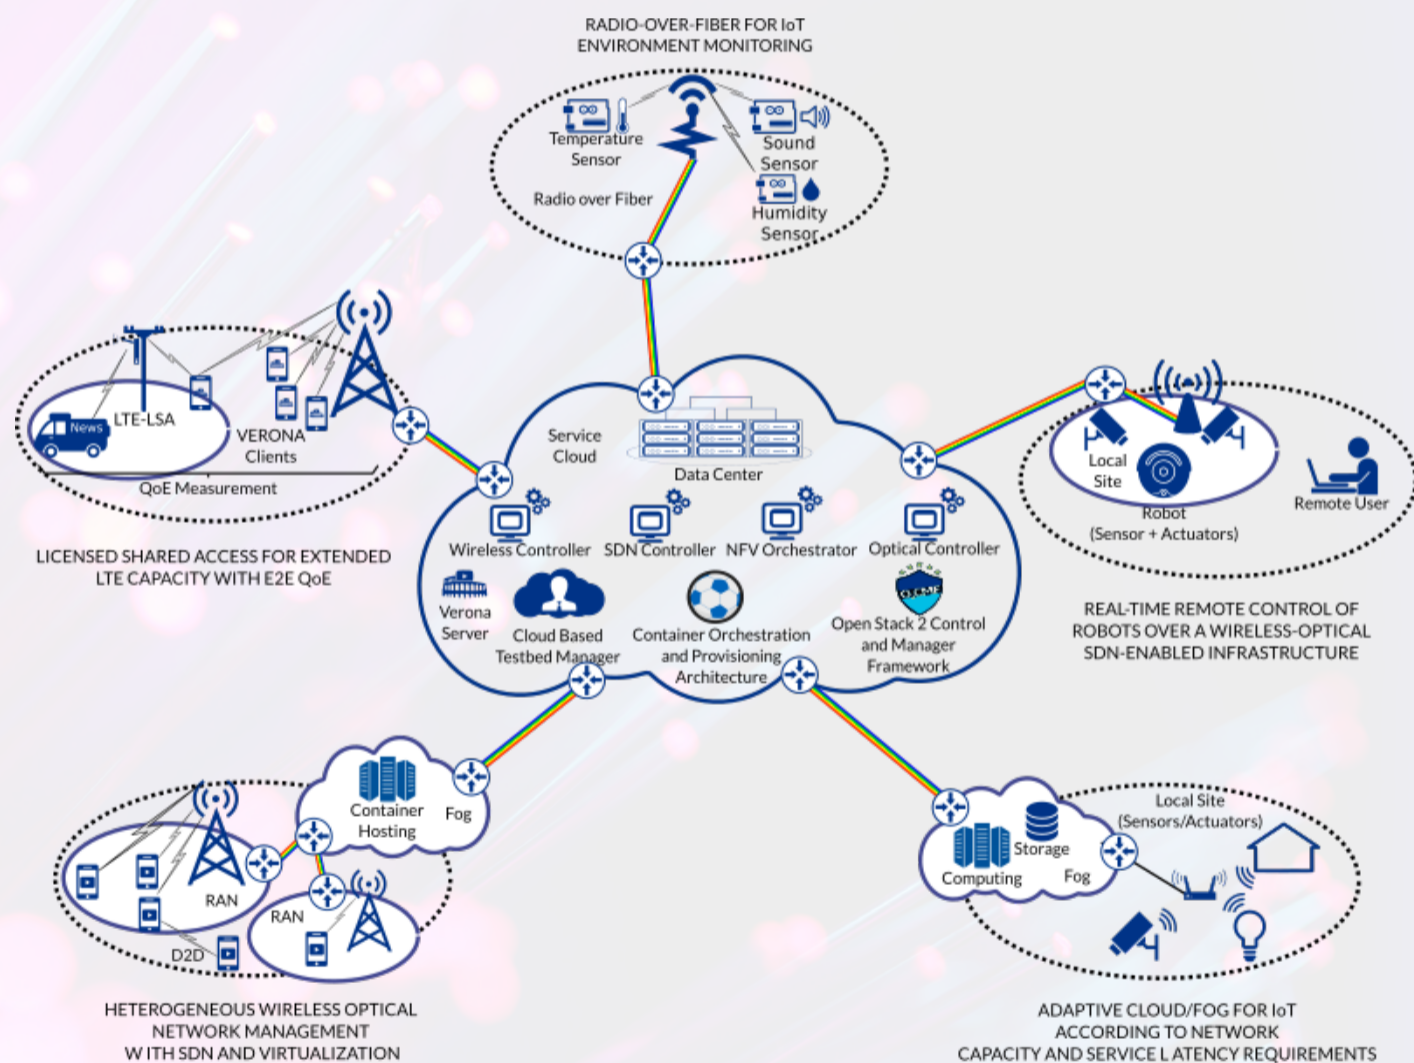 RADIO-OVER-FIBER FOR IoT
ENVIRONMENT MONITORING
Temperature
Sensor
Sound
Sensor
Radio over Fiber
Humidity
Sensor
News
LTE-LSA
VERONA
Clients
QoE Measurement
LICENSED SHARED ACCESS FOR EXTENDED
LTE CAPACITY WITH E2E QoE
Service
Cloud
Data Center
Wireless Controller
SDN Controller
NFV Orchestrator
Optical Controller
Verona
Server
Cloud Based
Testbed Manager
Container Orchestration
and Provisioning
Architecture
O2CMF
Open Stack 2 Control
and Manager
Framework
Local
Site
Robot
(Sensor + Actuators)
Remote User
REAL-TIME REMOTE CONTROL OF
ROBOTS OVER A WIRELESS-OPTICAL
SDN-ENABLED INFRASTRUCTURE
Container
Hosting
Fog
RAN
RAN
D2D
HETEROGENEOUS WIRELESS OPTICAL
NETWORK MANAGEMENT
WITH SDN AND VIRTUALIZATION
Local Site
(Sensors/Actuators)
Storage
Computing
Fog
ADAPTIVE CLOUD/FOG FOR IoT
ACCORDING TO NETWORK
CAPACITY AND SERVICE LATENCY REQUIREMENTS